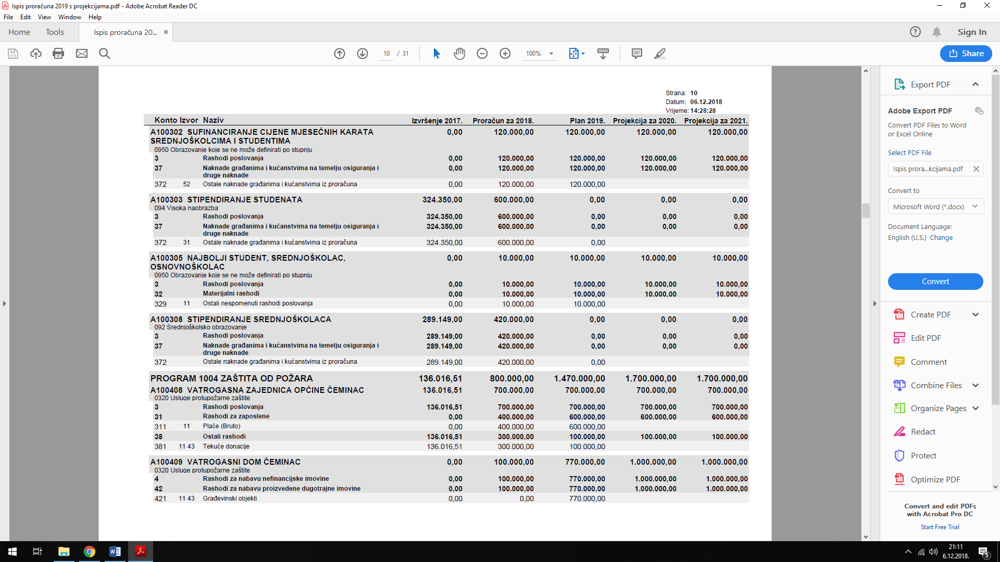 Ispis proračuna 2019 s projekcijama.pdf - Adobe Acrobat Reader DC
File Edit View Window Help
Home Tools Ispis proračuna 20... × Sign In
10 / 31 100% Share
Strana: 10
Datum: 06.12.2018
Vrijeme: 14:28:28
Konto Izvor Naziv Izvršenje 2017. Proračun za 2018. Plan 2019. Projekcija za 2020. Projekcija za 2021.
A100302 SUFINANCIRANJE CIJENE MJESEČNIH KARATA 0,00 120.000,00 120.000,00 120.000,00 120.000,00
SREDNJOŠKOLCIMA I STUDENTIMA
0950 Obrazovanje koje se ne može definirati po stupnju
3 Rashodi poslovanja 0,00 120.000,00 120.000,00 120.000,00 120.000,00
37 Naknade građanima i kućanstvima na temelju osiguranja i 0,00 120.000,00 120.000,00 120.000,00 120.000,00
druge naknade
372 52 Ostale naknade građanima i kućanstvima iz proračuna 0,00 120.000,00 120.000,00
A100303 STIPENDIRANJE STUDENATA 324.350,00 600.000,00 0,00 0,00 0,00
094 Visoka naobrazba
3 Rashodi poslovanja 324.350,00 600.000,00 0,00 0,00 0,00
37 Naknade građanima i kućanstvima na temelju osiguranja i 324.350,00 600.000,00 0,00 0,00 0,00
druge naknade
372 31 Ostale naknade građanima i kućanstvima iz proračuna 324.350,00 600.000,00 0,00
A100305 NAJBOLJI STUDENT, SREDNJOŠKOLAC, 0,00 10.000,00 10.000,00 10.000,00 10.000,00
OSNOVNOŠKOLAC
0950 Obrazovanje koje se ne može definirati po stupnju
3 Rashodi poslovanja 0,00 10.000,00 10.000,00 10.000,00 10.000,00
32 Materijalni rashodi 0,00 10.000,00 10.000,00 10.000,00 10.000,00
329 11 Ostali nespomenuti rashodi poslovanja 0,00 10.000,00 10.000,00
A100308 STIPENDIRANJE SREDNJOŠKOLACA 289.149,00 420.000,00 0,00 0,00 0,00
092 Srednjoškolsko obrazovanje
3 Rashodi poslovanja 289.149,00 420.000,00 0,00 0,00 0,00
37 Naknade građanima i kućanstvima na temelju osiguranja i 289.149,00 420.000,00 0,00 0,00 0,00
druge naknade
372 Ostale naknade građanima i kućanstvima iz proračuna 289.149,00 420.000,00 0,00
PROGRAM 1004 ZAŠTITA OD POŽARA 136.016,51 800.000,00 1.470.000,00 1.700.000,00 1.700.000,00
A100408 VATROGASNA ZAJEDNICA OPĆINE ČEMINAC 136.016,51 700.000,00 700.000,00 700.000,00 700.000,00
0320 Usluge protupožarne zaštite
3 Rashodi poslovanja 136.016,51 700.000,00 700.000,00 700.000,00 700.000,00
31 Rashodi za zaposlene 0,00 400.000,00 600.000,00 600.000,00 600.000,00
311 11 Plaće (Bruto) 0,00 400.000,00 600.000,00
38 Ostali rashodi 136.016,51 300.000,00 100.000,00 100.000,00 100.000,00
381 11 43 Tekuće donacije 136.016,51 300.000,00 100.000,00
A100409 VATROGASNI DOM ČEMINAC 0,00 100.000,00 770.000,00 1.000.000,00 1.000.000,00
0320 Usluge protupožarne zaštite
4 Rashodi za nabavu nefinancijske imovine 0,00 100.000,00 770.000,00 1.000.000,00 1.000.000,00
42 Rashodi za nabavu proizvedene dugotrajne imovine 0,00 100.000,00 770.000,00 1.000.000,00 1.000.000,00
421 11 43 Građevinski objekti 0,00 0,00 770.000,00
Export PDF
Adobe Export PDF
Convert PDF Files to Word
or Excel Online
Select PDF File
Ispis prora...kcijama.pdf
Convert to
Microsoft Word (*.docx)
Document Language:
English (U.S.) Change
Convert
Create PDF
Edit PDF
Comment
Combine Files
Organize Pages
Redact
Protect
Optimize PDF
Convert and edit PDFs
with Acrobat Pro DC
Start Free Trial
21:11
6.12.2018.
5